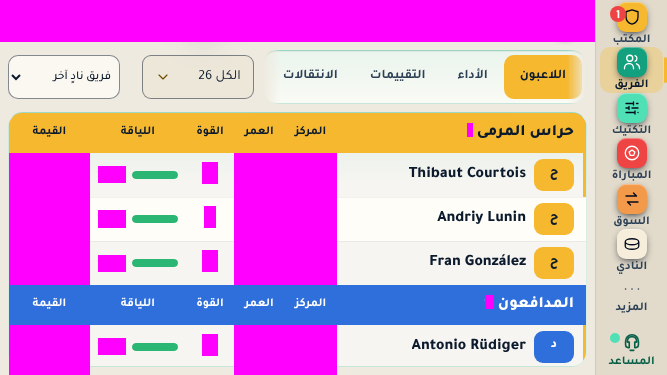 1
المكتب
الفريق
التكتيك
المباراة
السوق
النادي
...
المزيد
المساعد
اللاعبون
الأداء
التقييمات
الانتقالات
الكل 26
فريق نادٍ آخر
حراس المرمى المركز العمر القوة اللياقة القيمة
ح Thibaut Courtois
ح Andriy Lunin
ح Fran González
المدافعون المركز العمر القوة اللياقة القيمة
د Antonio Rüdiger